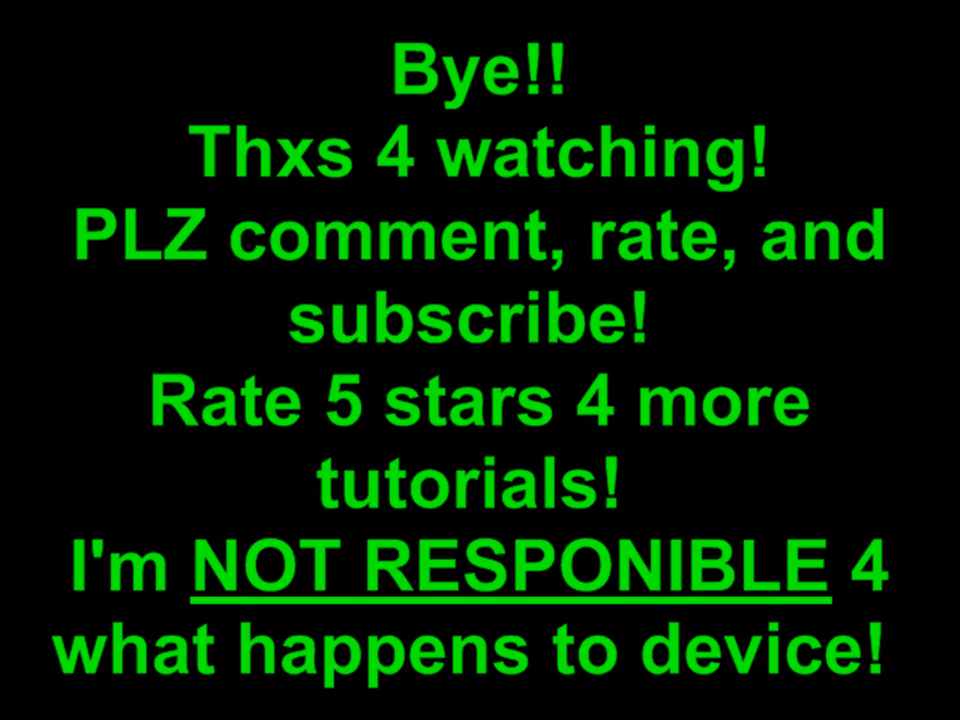 Bye!!
Thxs 4 watching!
PLZ comment, rate, and
subscribe!
Rate 5 stars 4 more
tutorials!
I'm NOT RESPONIBLE 4
what happens to device!